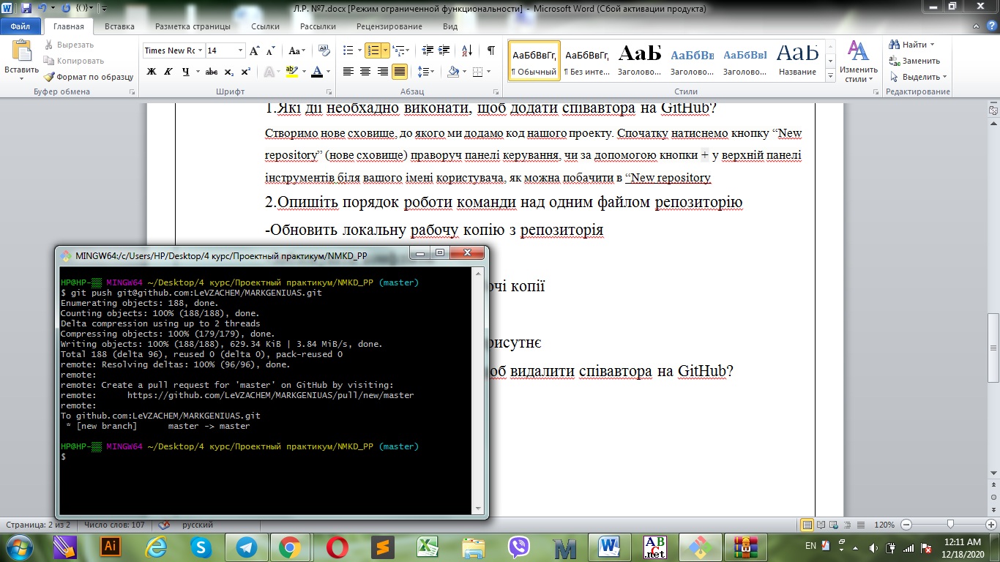 Л.Р. №7.docx [Режим ограниченной функциональности] - Microsoft Word (Сбой активации продукта)
Файл Главная Вставка Разметка страницы Ссылки Рассылки Рецензирование Вид
Вставить
Вырезать
Копировать
Формат по образцу
Буфер обмена
Times New Ro 14
Ж К Ч abc x₂ x²
Шрифт
Абзац
АаБбВвГг, АаБбВвГг, АаБ АаБбВв АаБбВвІ АаБ
¶ Обычный ¶ Без инте... Заголово... Заголово... Заголово... Название
Стили
Изменить стили
Найти
Заменить
Выделить
Редактирование
1.Які дії необхадно виконати, щоб додати співавтора на GitHub?
Створимо нове сховище, до якого ми додамо код нашого проекту. Спочатку натиснемо кнопку “New
repository” (нове сховище) праворуч панелі керування, чи за допомогою кнопки + у верхній панелі
інструментів біля вашого імені користувача, як можна побачити в “New repository
2.Опишіть порядок роботи команди над одним файлом репозиторію
-Обновить локальну рабочу копію з репозиторія
очі копії
рисутнє
об видалити співавтора на GitHub?
MINGW64:/c/Users/HP/Desktop/4 курс/Проектный практикум/NMKD_PP
HP@HP-▒▒ MINGW64 ~/Desktop/4 курс/Проектный практикум/NMKD_PP (master)
$ git push git@github.com:LeVZACHEM/MARKGENIUAS.git
Enumerating objects: 188, done.
Counting objects: 100% (188/188), done.
Delta compression using up to 2 threads
Compressing objects: 100% (179/179), done.
Writing objects: 100% (188/188), 629.34 KiB | 3.84 MiB/s, done.
Total 188 (delta 96), reused 0 (delta 0), pack-reused 0
remote: Resolving deltas: 100% (96/96), done.
remote:
remote: Create a pull request for 'master' on GitHub by visiting:
remote:      https://github.com/LeVZACHEM/MARKGENIUAS/pull/new/master
remote:
To github.com:LeVZACHEM/MARKGENIUAS.git
 * [new branch]      master -> master
HP@HP-▒▒ MINGW64 ~/Desktop/4 курс/Проектный практикум/NMKD_PP (master)
$
Страница: 2 из 2 Число слов: 107 русский
120%
Ai
ABC.net
EN
12:11 AM
12/18/2020